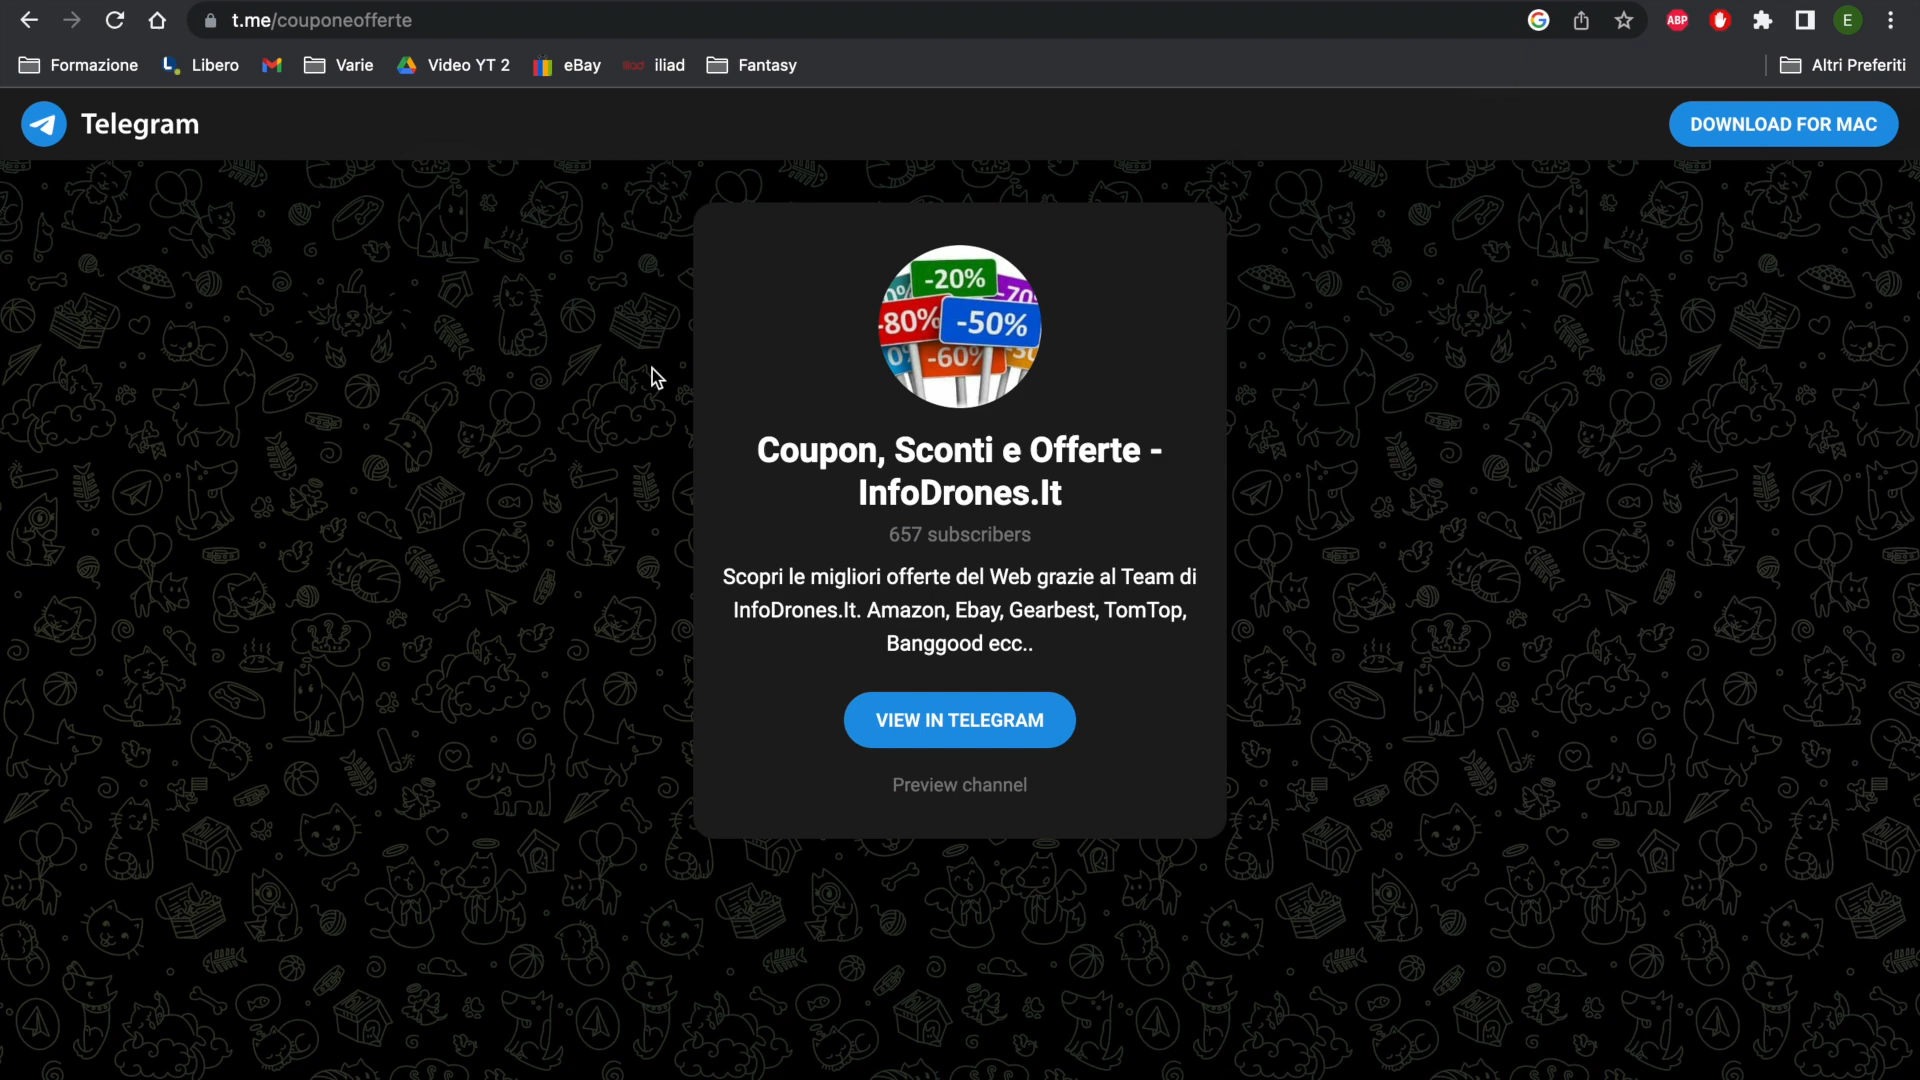 t.me/couponeofferte
ABP
E
Formazione
Libero
Varie
Video YT 2
eBay
iliad
Fantasy
Altri Preferiti
Telegram
DOWNLOAD FOR MAC
-20%
-70
-80%
-50%
-60%
Coupon, Sconti e Offerte -
InfoDrones.It
657 subscribers
Scopri le migliori offerte del Web grazie al Team di
InfoDrones.It. Amazon, Ebay, Gearbest, TomTop,
Banggood ecc..
VIEW IN TELEGRAM
Preview channel